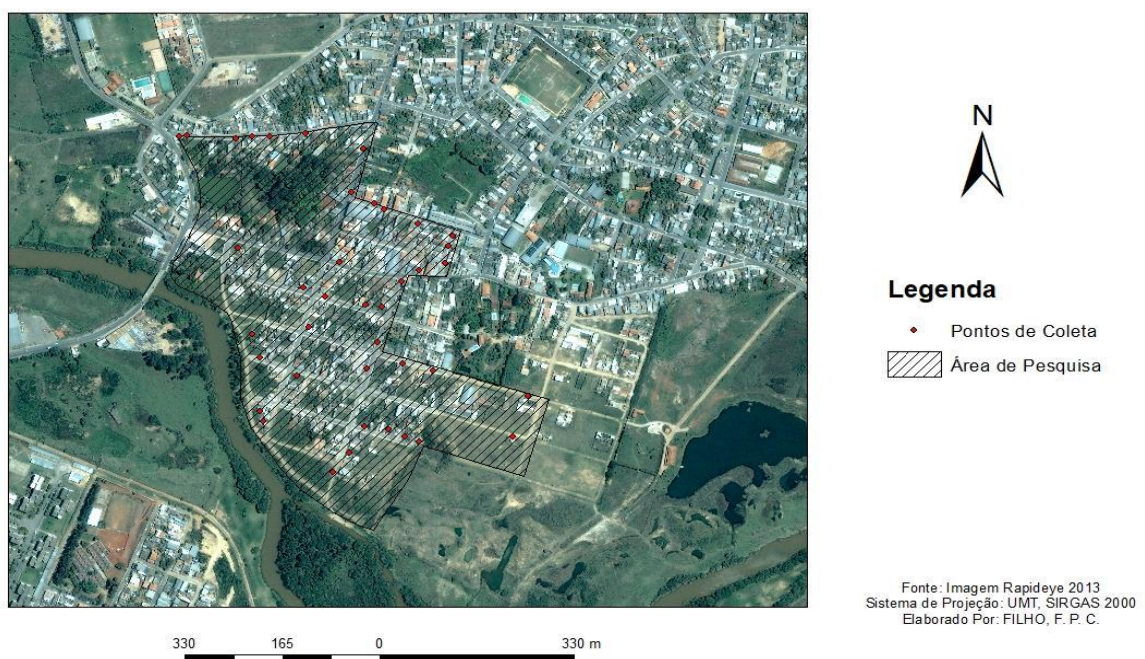 N
Legenda
Pontos de Coleta
Área de Pesquisa
Fonte: Imagem Rapideye 2013
Sistema de Projeção: UMT, SIRGAS 2000
Elaborado Por: FILHO, F. P. C.
330 165 0 330 m